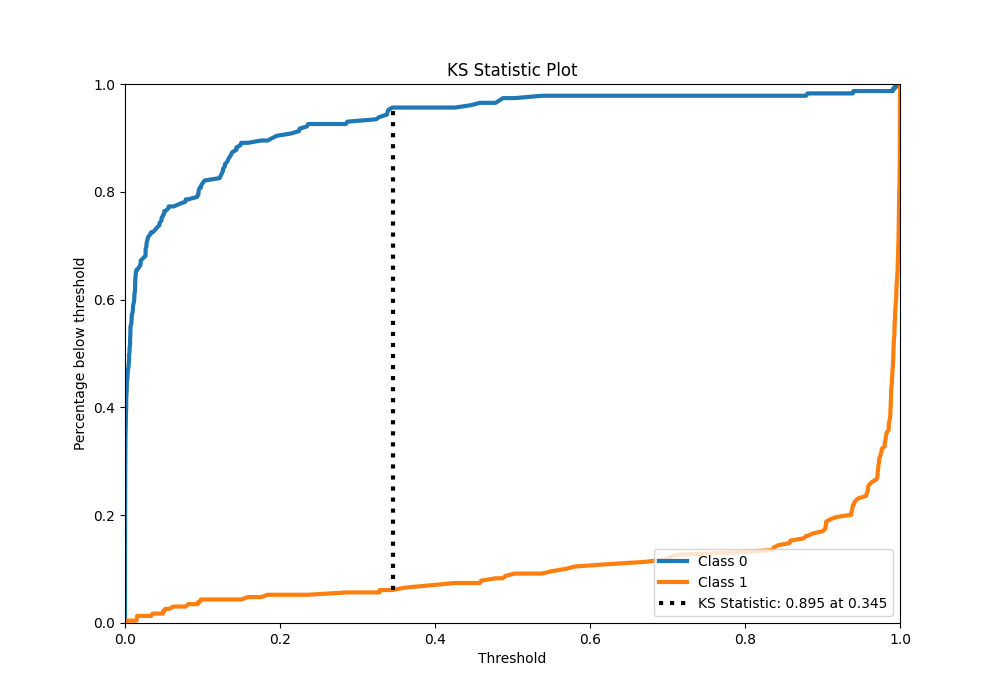 KS Statistic Plot
1.0
0.8
0.6
0.4
0.2
0.0
Percentage below threshold
0.0 0.2 0.4 0.6 0.8 1.0
Threshold
Class 0
Class 1
KS Statistic: 0.895 at 0.345